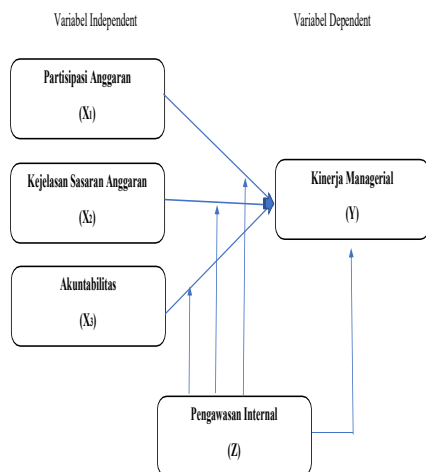 Variabel Independent
Variabel Dependent
Partisipasi Anggaran
(X1)
Kejelasan Sasaran Anggaran
(X2)
Kinerja Managerial
(Y)
Akuntabilitas
(X3)
Pengawasan Internal
(Z)